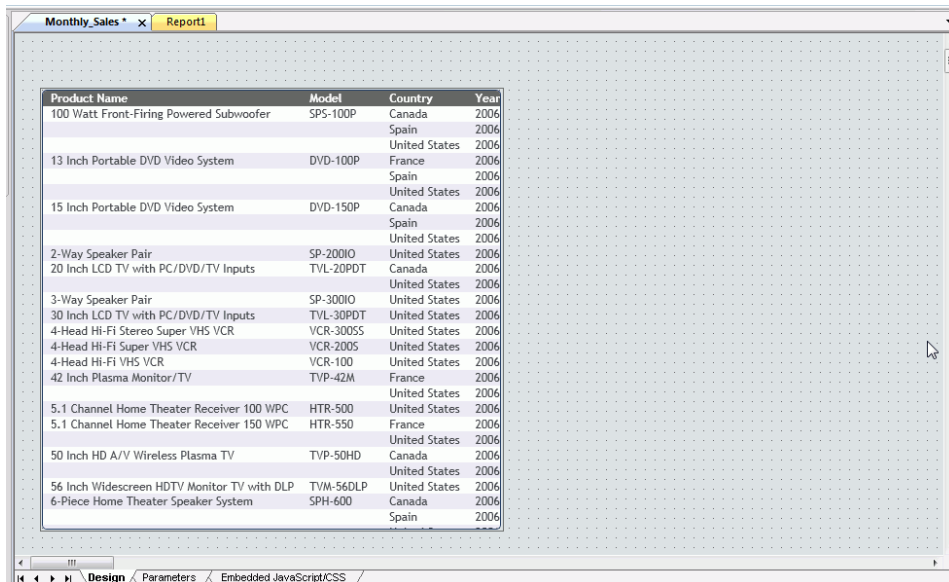 Monthly_Sales * x Report1
Product Name Model Country Year
100 Watt Front-Firing Powered Subwoofer SPS-100P Canada 2006
Spain 2006
United States 2006
13 Inch Portable DVD Video System DVD-100P France 2006
Spain 2006
United States 2006
15 Inch Portable DVD Video System DVD-150P Canada 2006
Spain 2006
United States 2006
2-Way Speaker Pair SP-200IO United States 2006
20 Inch LCD TV with PC/DVD/TV Inputs TVL-20PDT Canada 2006
United States 2006
3-Way Speaker Pair SP-300IO United States 2006
30 Inch LCD TV with PC/DVD/TV Inputs TVL-30PDT United States 2006
4-Head Hi-Fi Stereo Super VHS VCR VCR-300SS United States 2006
4-Head Hi-Fi Super VHS VCR VCR-200S United States 2006
4-Head Hi-Fi VHS VCR VCR-100 United States 2006
42 Inch Plasma Monitor/TV TVP-42M France 2006
United States 2006
5.1 Channel Home Theater Receiver 100 WPC HTR-500 United States 2006
5.1 Channel Home Theater Receiver 150 WPC HTR-550 France 2006
United States 2006
50 Inch HD A/V Wireless Plasma TV TVP-50HD Canada 2006
United States 2006
56 Inch Widescreen HDTV Monitor TV with DLP TVM-56DLP United States 2006
6-Piece Home Theater Speaker System SPH-600 Canada 2006
Spain 2006
Design Parameters Embedded JavaScript/CSS